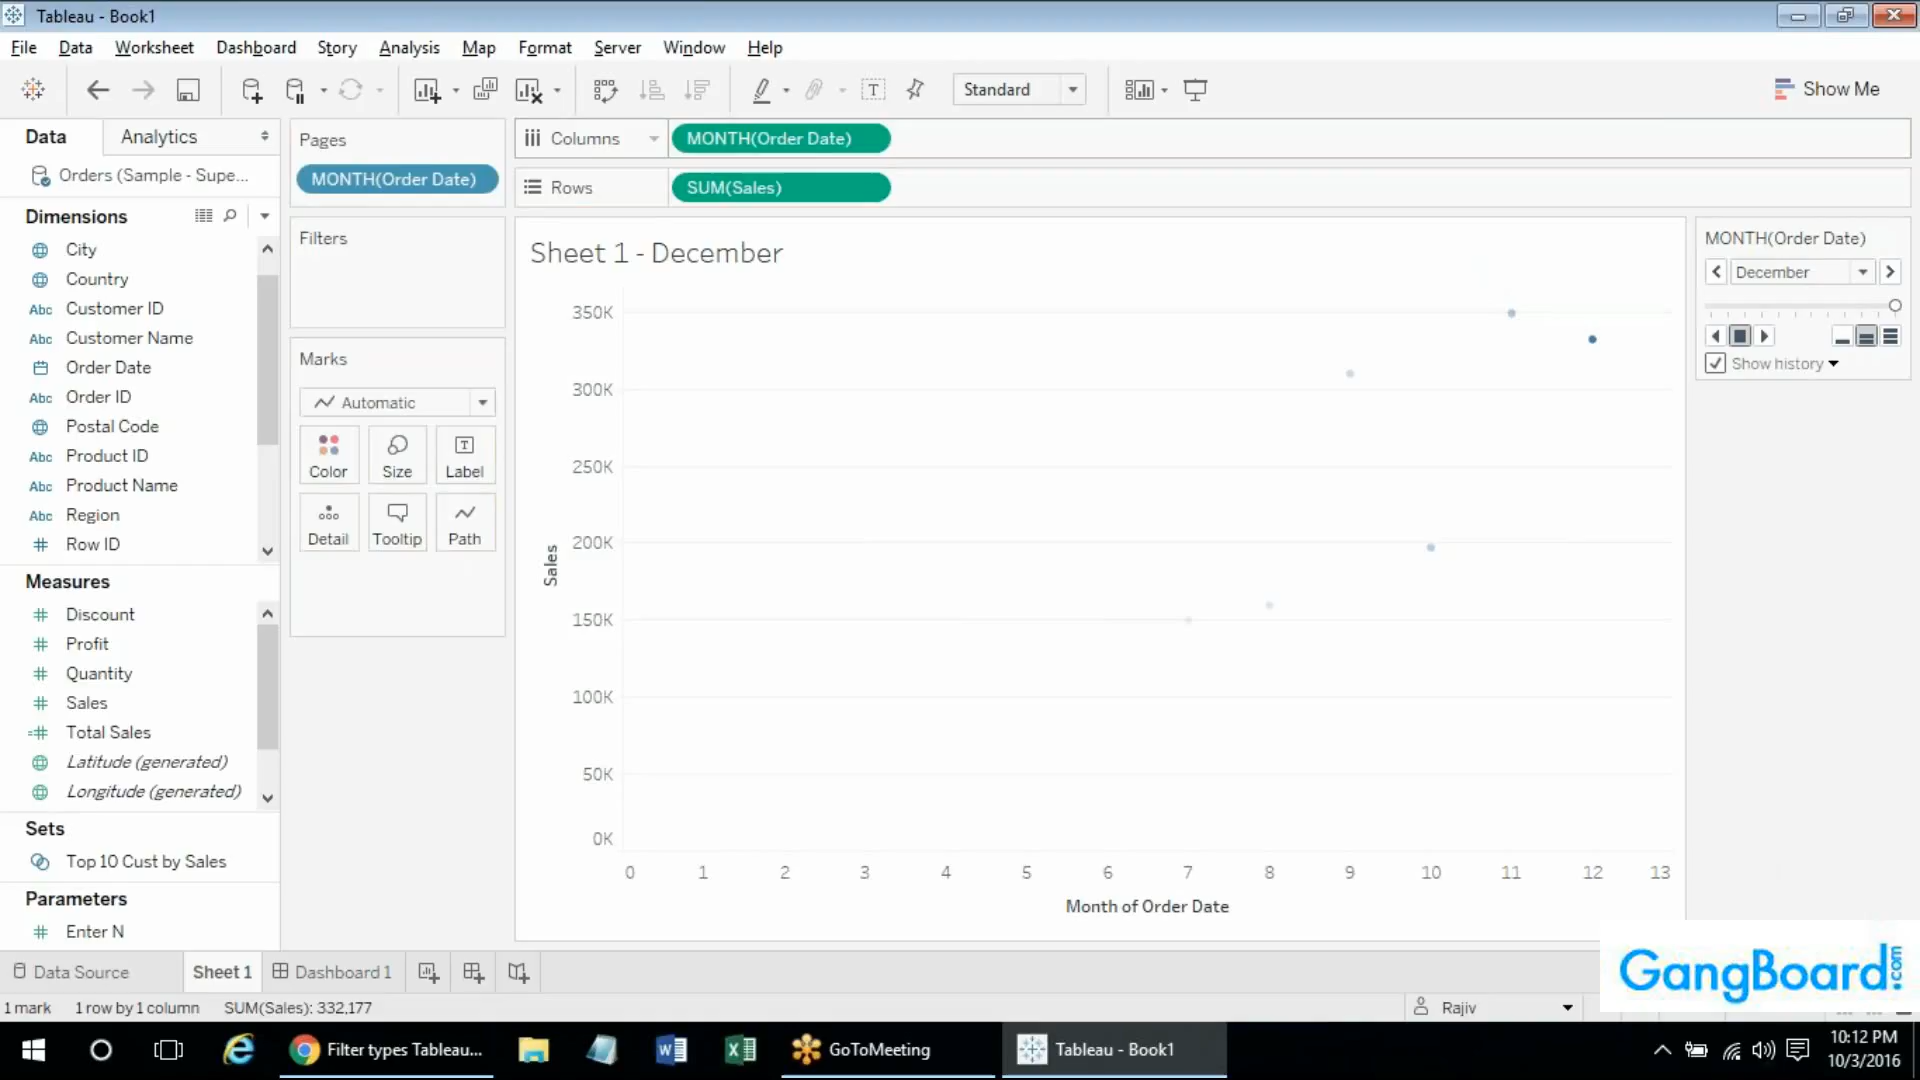 Tableau - Book1
File Data Worksheet Dashboard Story Analysis Map Format Server Window Help
Standard
Show Me
Data Analytics
Orders (Sample - Supe...
Dimensions
City
Country
Abc Customer ID
Abc Customer Name
Order Date
Abc Order ID
Postal Code
Abc Product ID
Abc Product Name
Abc Region
# Row ID
Measures
# Discount
# Profit
# Quantity
# Sales
=# Total Sales
Latitude (generated)
Longitude (generated)
Sets
Top 10 Cust by Sales
Parameters
# Enter N
Pages
MONTH(Order Date)
Filters
Marks
Automatic
Color Size Label
Detail Tooltip Path
Columns MONTH(Order Date)
Rows SUM(Sales)
Sheet 1 - December
350K
300K
250K
200K
150K
100K
50K
0K
Sales
0 1 2 3 4 5 6 7 8 9 10 11 12 13
Month of Order Date
MONTH(Order Date)
December
Show history
GangBoard.com
Data Source Sheet 1 Dashboard 1
1 mark 1 row by 1 column SUM(Sales): 332,177
Rajiv
Filter types Tableau...
GoToMeeting
Tableau - Book1
10:12 PM
10/3/2016